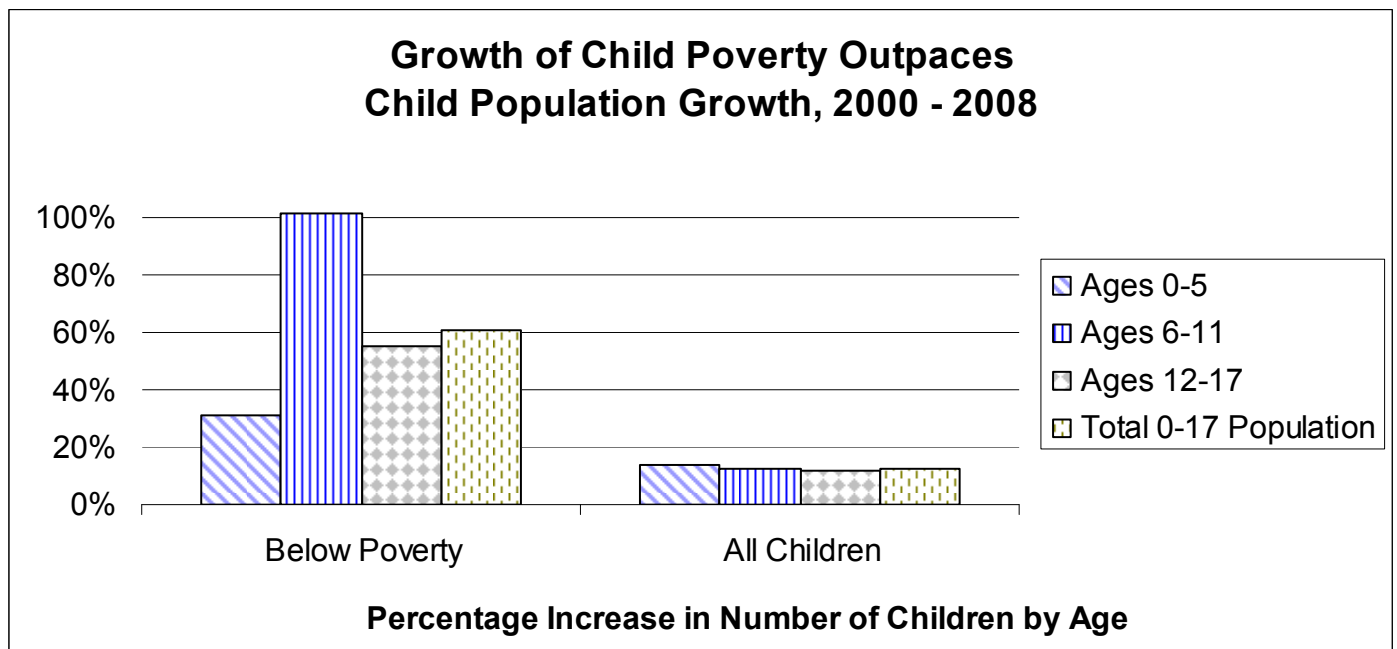 Growth of Child Poverty Outpaces
Child Population Growth, 2000 - 2008
100%
80%
60%
40%
20%
0%
Below Poverty
All Children
Ages 0-5
Ages 6-11
Ages 12-17
Total 0-17 Population
Percentage Increase in Number of Children by Age